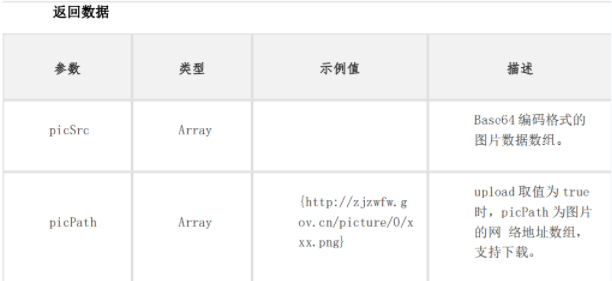 返回数据
参数 类型 示例值 描述
picSrc Array Base64 编码格式的
图片数据数组。
picPath Array {http://zjzwfw.g
ov.cn/picture/0/x
xx.png}
upload 取值为 true
时，picPath 为图片
的网 络地址数组，
支持下载。